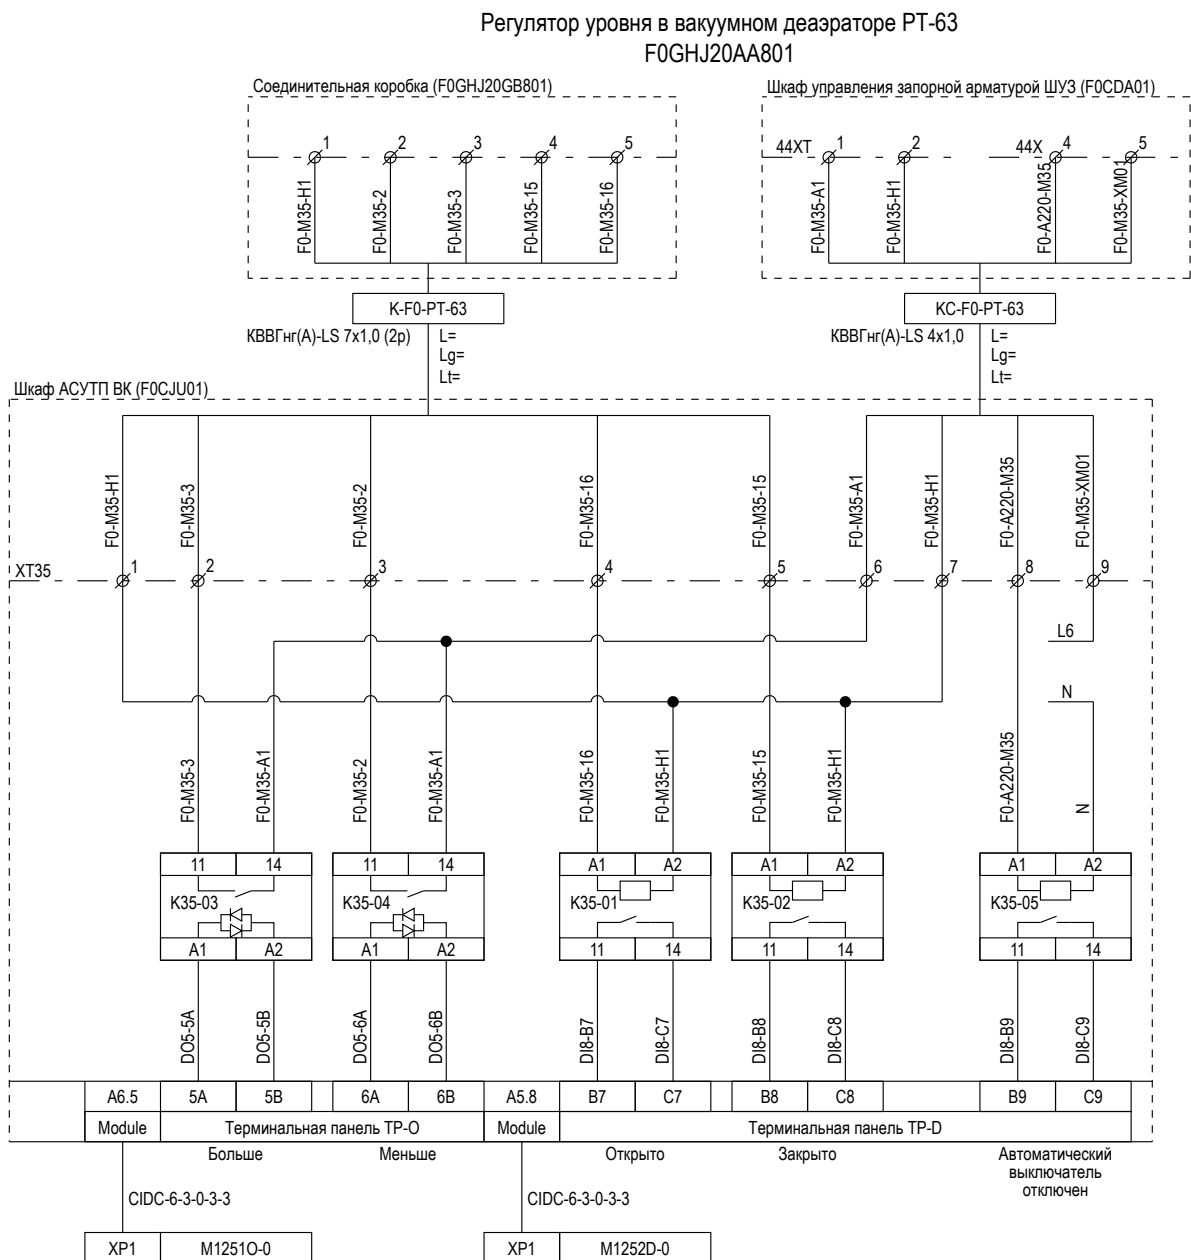 Регулятор уровня в вакуумном деаэраторе РТ-63
F0GHJ20AA801
Соединительная коробка (F0GHJ20GB801)
Шкаф управления запорной арматурой ШУЗ (F0CDA01)
1 2 3 4 5
44XT 1 2 44X 4 5
F0-M35-H1 F0-M35-2 F0-M35-3 F0-M35-15 F0-M35-16
F0-M35-A1 F0-M35-H1 F0-A220-M35 F0-M35-XM01
K-F0-PT-63
KC-F0-PT-63
КВВГнг(A)-LS 7x1,0 (2р) L=
Lg=
Lt=
КВВГнг(A)-LS 4x1,0 L=
Lg=
Lt=
Шкаф АСУТП ВК (F0CJU01)
F0-M35-H1 F0-M35-3 F0-M35-2 F0-M35-16 F0-M35-15 F0-M35-A1 F0-M35-H1 F0-A220-M35 F0-M35-XM01
XT35 1 2 3 4 5 6 7 8 9
L6
N
F0-M35-3 F0-M35-A1 F0-M35-2 F0-M35-A1 F0-M35-16 F0-M35-H1 F0-M35-15 F0-M35-H1 F0-A220-M35 N
11 14 11 14 A1 A2 A1 A2 A1 A2
K35-03 K35-04 K35-01 K35-02 K35-05
A1 A2 A1 A2 11 14 11 14 11 14
DO5-5A DO5-5B DO5-6A DO5-6B DI8-B7 DI8-C7 DI8-B8 DI8-C8 DI8-B9 DI8-C9
A6.5 5A 5B 6A 6B A5.8 B7 C7 B8 C8 B9 C9
Module Терминальная панель TP-O Module Терминальная панель TP-D
Больше Меньше Открыто Закрыто Автоматический
выключатель
отключен
CIDC-6-3-0-3-3 CIDC-6-3-0-3-3
XP1 M1251O-0 XP1 M1252D-0